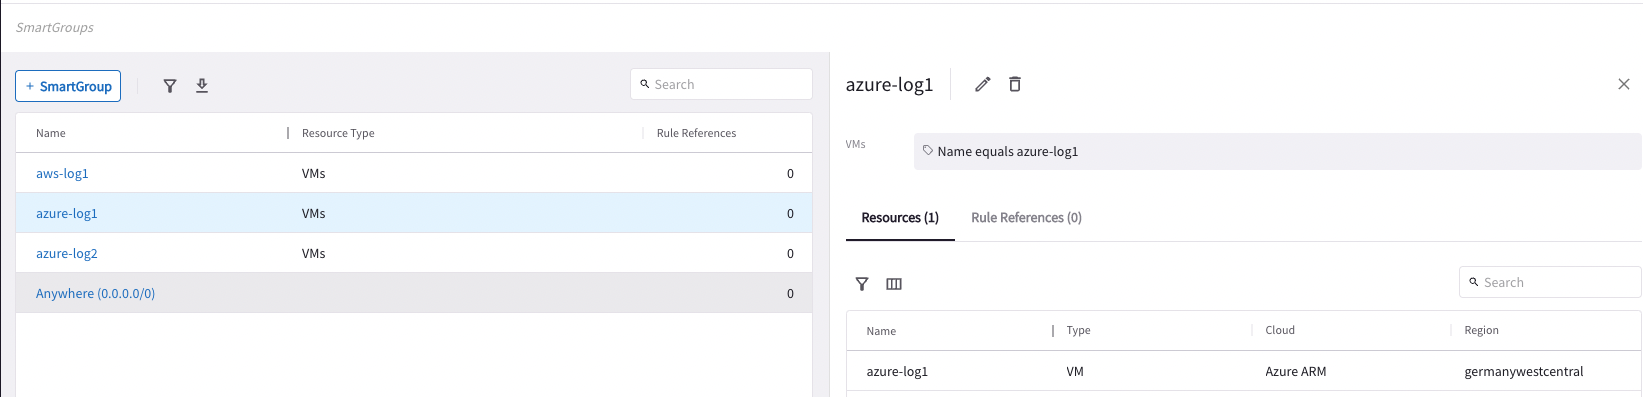 SmartGroups
+ SmartGroup
Search
Name Resource Type Rule References
aws-log1 VMs 0
azure-log1 VMs 0
azure-log2 VMs 0
Anywhere (0.0.0.0/0) 0
azure-log1
VMs Name equals azure-log1
Resources (1) Rule References (0)
Search
Name Type Cloud Region
azure-log1 VM Azure ARM germanywestcentral